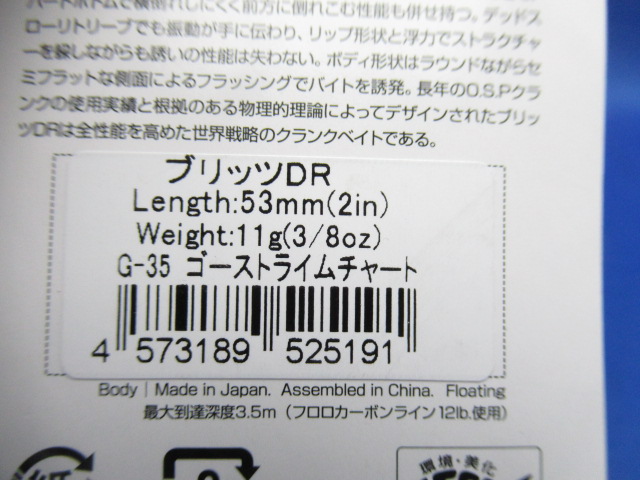 ハードボトムで横倒れしにくく前方に倒れこむ性能も併せ持つ。デッドス
ローリトリーブでも振動が手に伝わり、リップ形状と浮力でストラクチャ
ーを躱しながらも誘いの性能は失わない。ボディ形状はラウンドながらセ
ミフラットな側面によるフラッシングでバイトを誘発。長年のO.S.Pクラ
ンクの使用実績と根拠のある物理的理論によってデザインされたブリッ
ツDRは全性能を高めた世界戦略のクランクベイトである。
ブリッツDR
Length:53mm(2in)
Weight:11g(3/8oz)
G-35 ゴーストライムチャート
4 573189 525191
Body | Made in Japan. Assembled in China. Floating
最大到達深度3.5m（フロロカーボンライン12lb.使用）
環境・美化